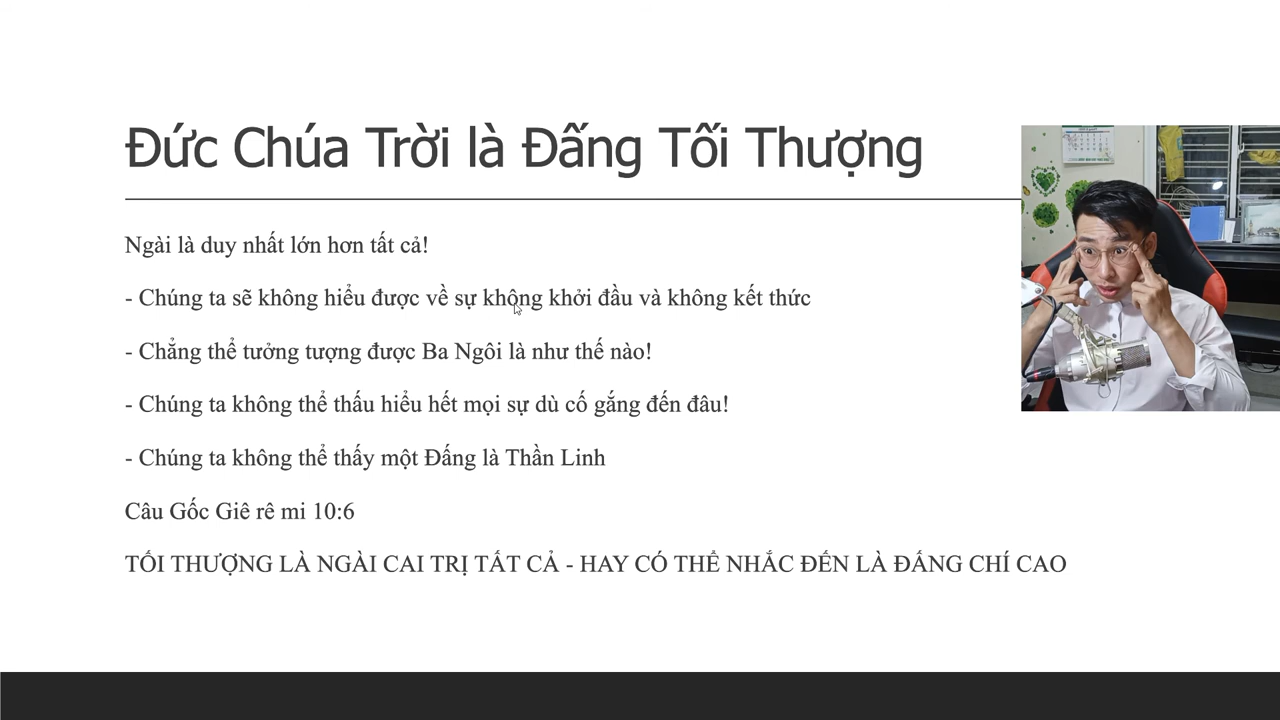 Đức Chúa Trời là Đấng Tối Thượng
Ngài là duy nhất lớn hơn tất cả!
- Chúng ta sẽ không hiểu được về sự không khởi đầu và không kết thức
- Chẳng thể tưởng tượng được Ba Ngôi là như thế nào!
- Chúng ta không thể thấu hiểu hết mọi sự dù cố gắng đến đâu!
- Chúng ta không thể thấy một Đấng là Thần Linh
Câu Gốc Giê rê mi 10:6
TỐI THƯỢNG LÀ NGÀI CAI TRỊ TẤT CẢ - HAY CÓ THỂ NHẮC ĐẾN LÀ ĐẤNG CHÍ CAO